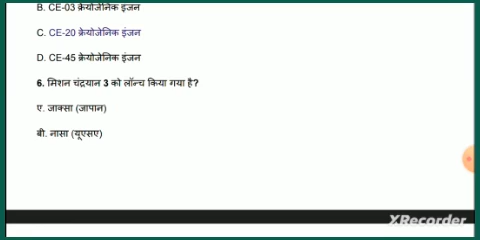 B. CE-03 क्रेयोजेनिक इंजन
C. CE-20 क्रेयोजेनिक इंजन
D. CE-45 क्रेयोजेनिक इंजन
6. मिशन चंद्रयान 3 को लॉन्च किया गया है?
ए. जाक्सा (जापान)
बी. नासा (यूएसए)
XRecorder